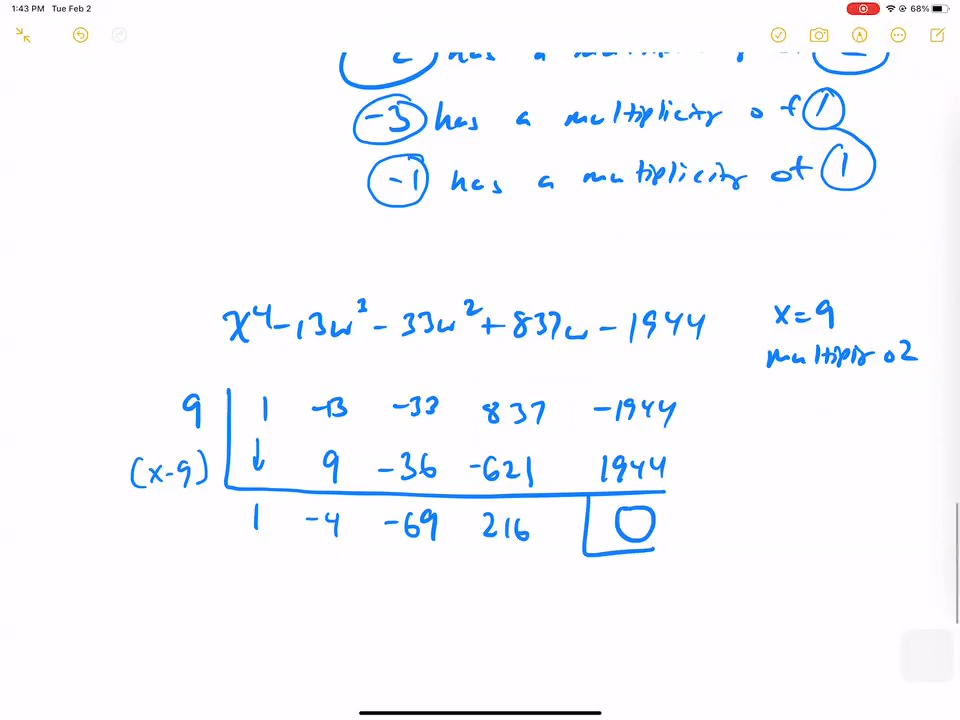 1:43 PM Tue Feb 2
68%
has a
-3 has a multiplicity of 1
-1 has a multiplicity of 1
x⁴-13w³-33w²+837w-1944
x=9
9 1 -13 -33 837 -1944
(x-9) ↓ 9 -36 -621 1944
1 -4 -69 216 0